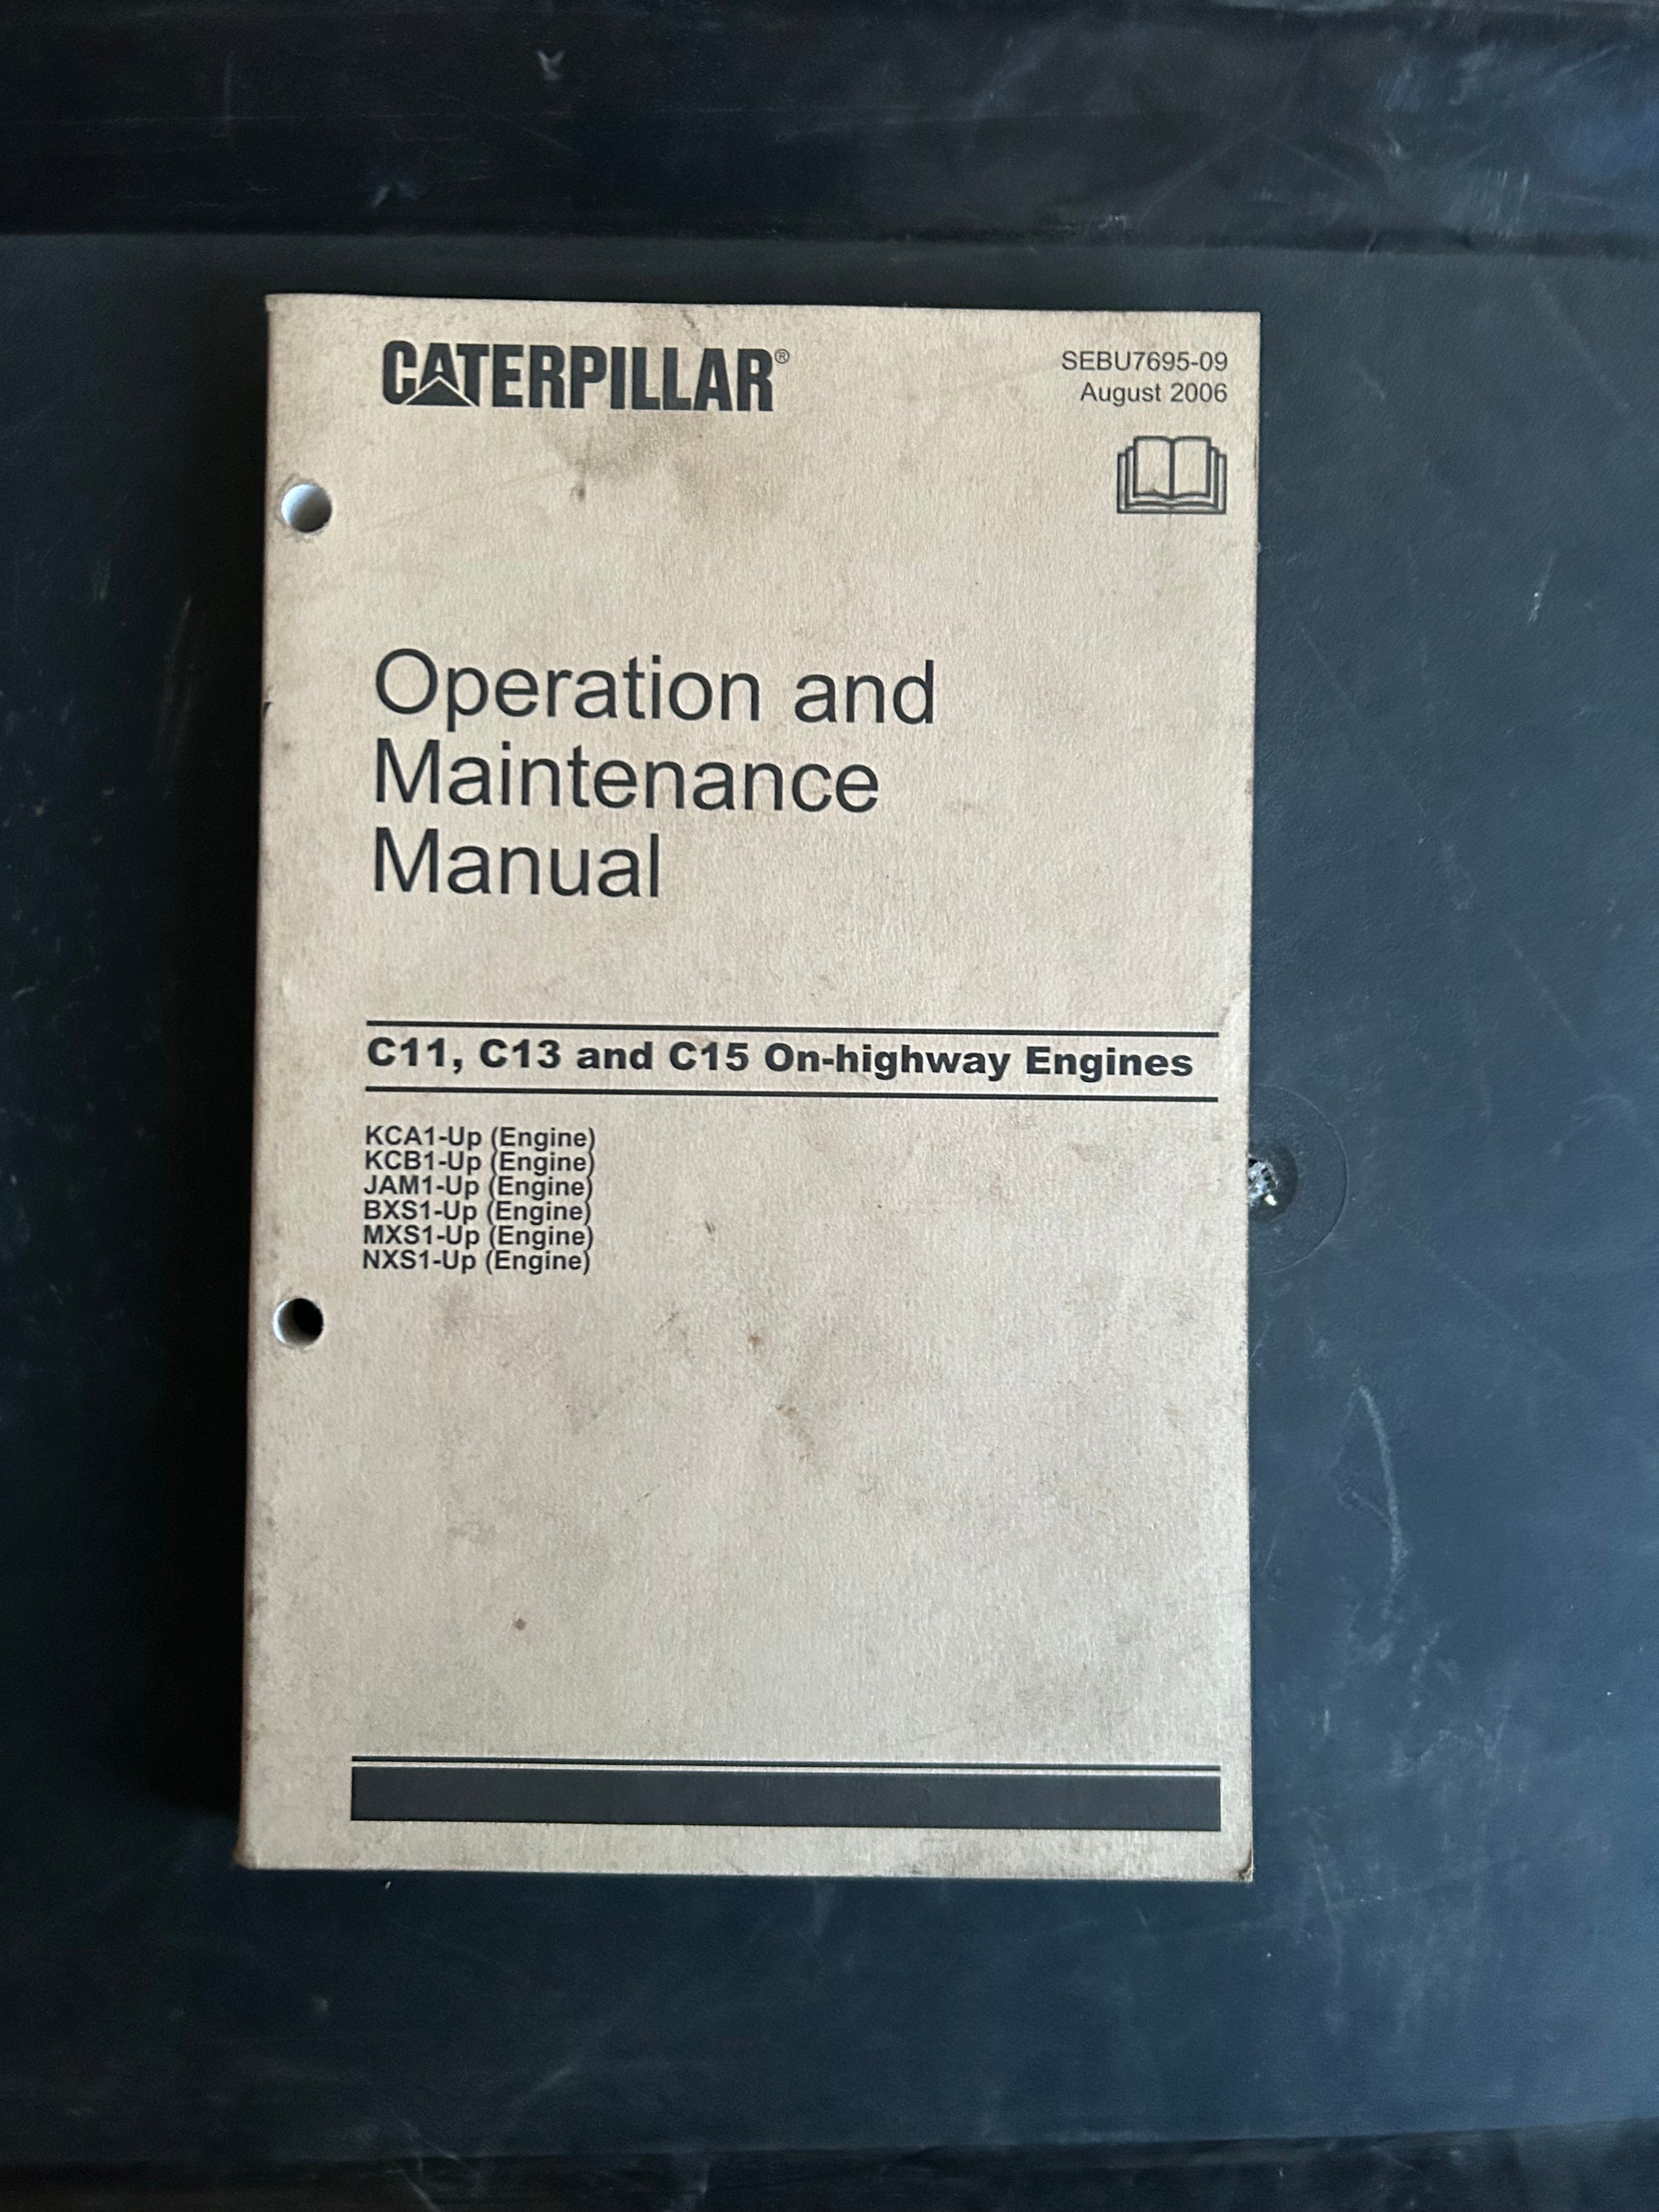 CATERPILLAR®
SEBU7695-09
August 2006
Operation and
Maintenance
Manual
C11, C13 and C15 On-highway Engines
KCA1-Up (Engine)
KCB1-Up (Engine)
JAM1-Up (Engine)
BXS1-Up (Engine)
MXS1-Up (Engine)
NXS1-Up (Engine)